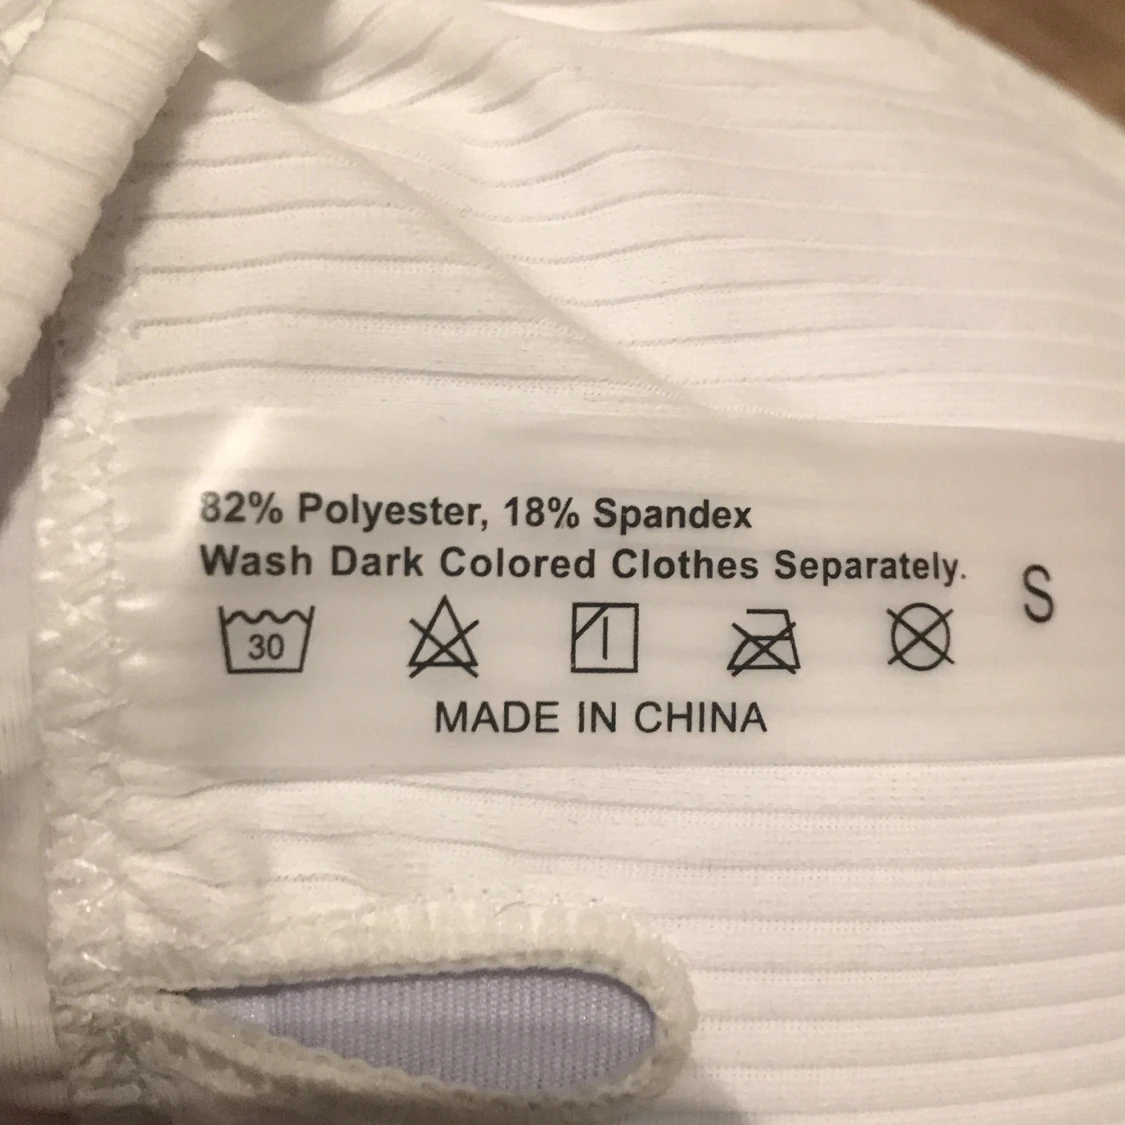 82% Polyester, 18% Spandex
Wash Dark Colored Clothes Separately.
S
30
MADE IN CHINA